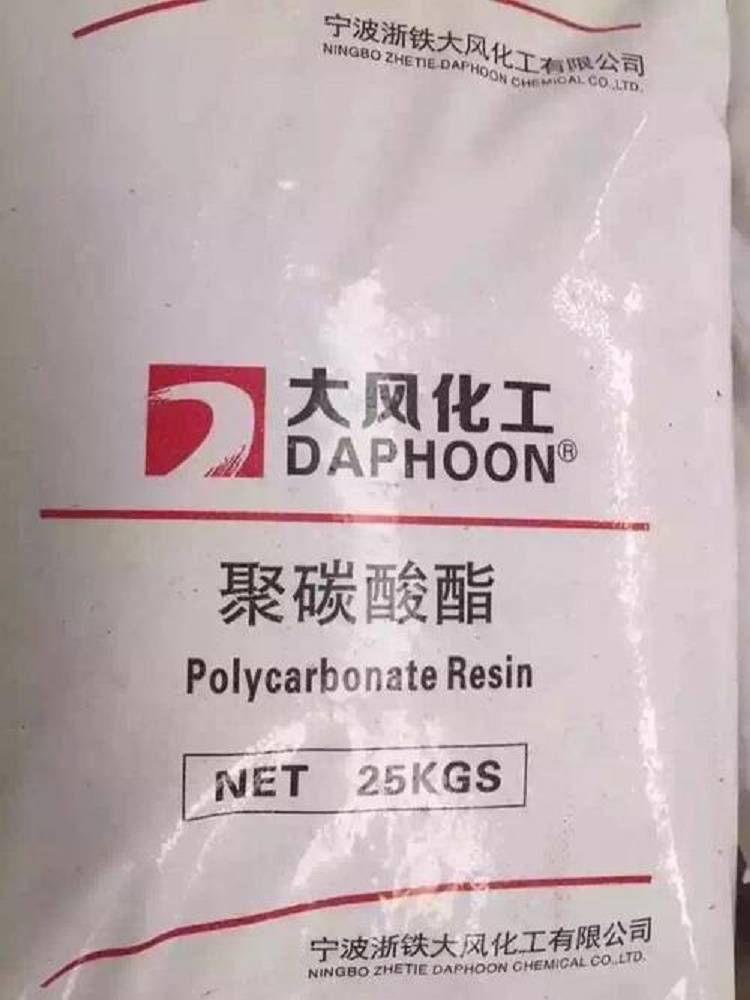 宁波浙铁大风化工有限公司
NINGBO ZHETIE DAPHOON CHEMICAL CO.,LTD.
大风化工
DAPHOON®
聚碳酸酯
Polycarbonate Resin
NET 25KGS
宁波浙铁大风化工有限公司
NINGBO ZHETIE DAPHOON CHEMICAL CO.,LTD.